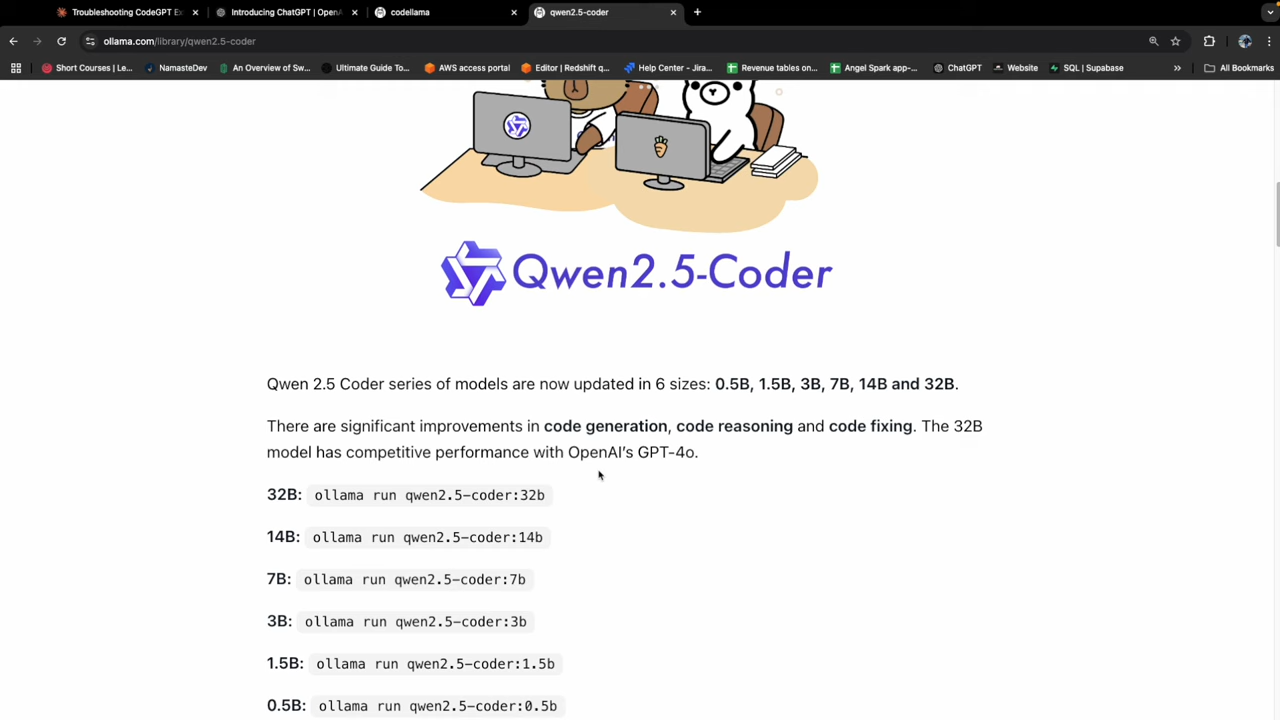 Troubleshooting CodeGPT Ex
Introducing ChatGPT | OpenA
codellama
qwen2.5-coder
ollama.com/library/qwen2.5-coder
Short Courses | Le...
NamasteDev
An Overview of Sw...
Ultimate Guide To...
AWS access portal
Editor | Redshift q...
Help Center - Jira...
Revenue tables on...
Angel Spark app-...
ChatGPT
Website
SQL | Supabase
All Bookmarks
Qwen2.5-Coder
Qwen 2.5 Coder series of models are now updated in 6 sizes: 0.5B, 1.5B, 3B, 7B, 14B and 32B.
There are significant improvements in code generation, code reasoning and code fixing. The 32B
model has competitive performance with OpenAI's GPT-4o.
32B: ollama run qwen2.5-coder:32b
14B: ollama run qwen2.5-coder:14b
7B: ollama run qwen2.5-coder:7b
3B: ollama run qwen2.5-coder:3b
1.5B: ollama run qwen2.5-coder:1.5b
0.5B: ollama run qwen2.5-coder:0.5b